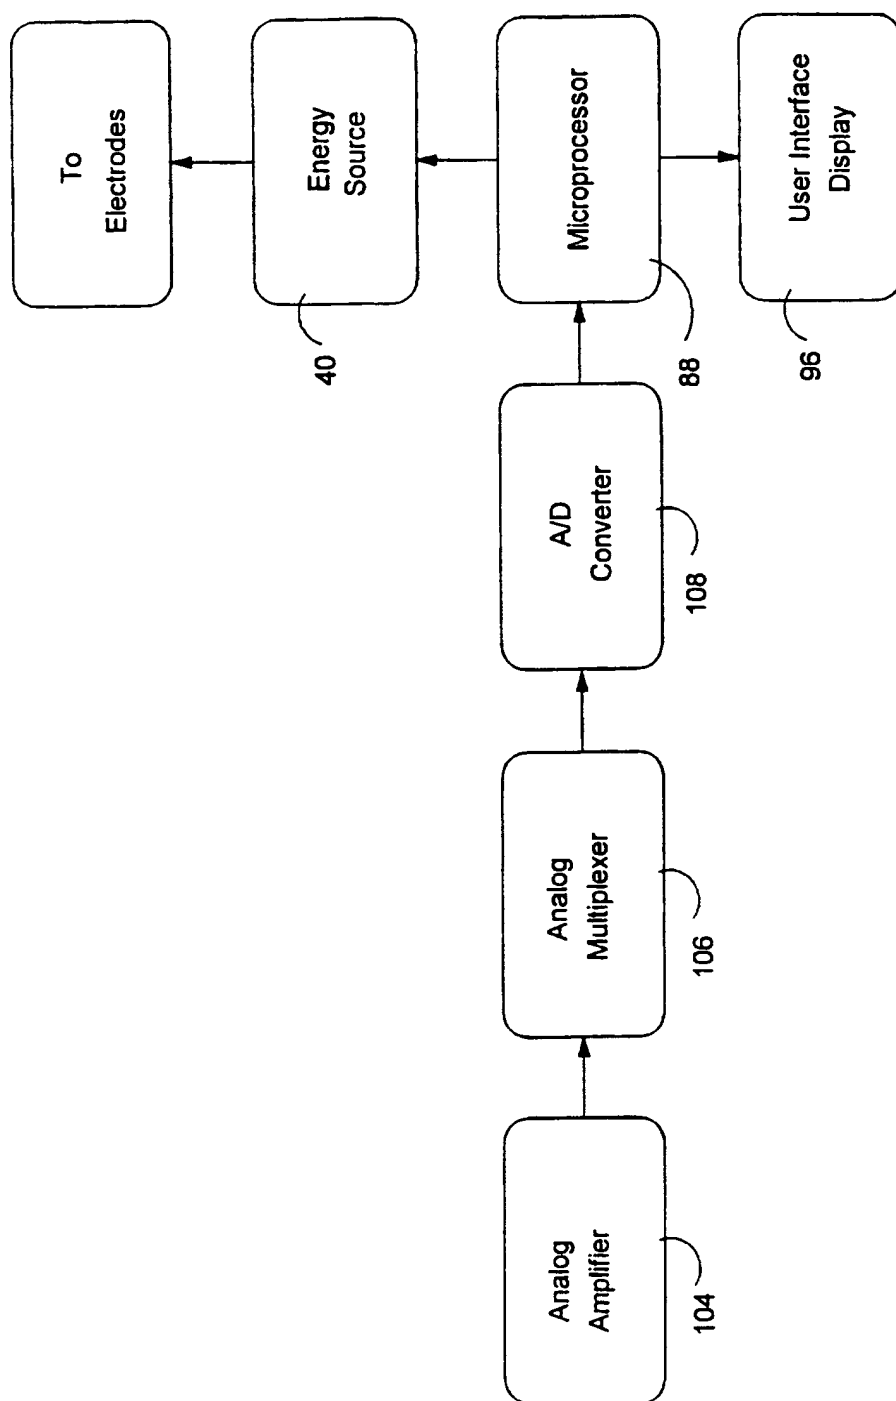 Analog
Amplifier
104
Analog
Multiplexer
106
A/D
Converter
108
Microprocessor
88
Energy
Source
40
To
Electrodes
User Interface
Display
96